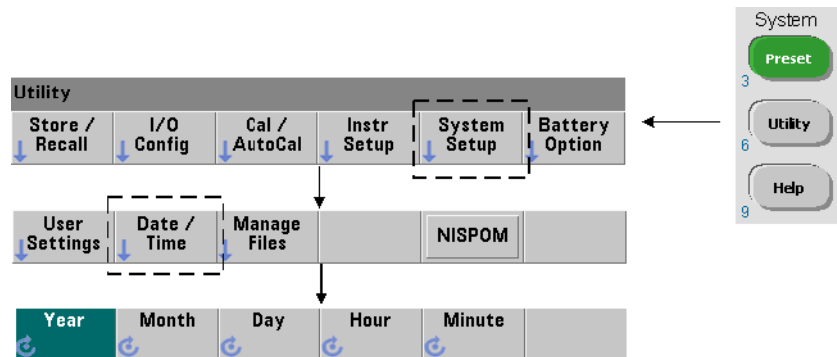 System
Preset
3
Utility
6
Help
9
Utility
Store / Recall
I/O Config
Cal / AutoCal
Instr Setup
System Setup
Battery Option
User Settings
Date / Time
Manage Files
NISPOM
Year
Month
Day
Hour
Minute